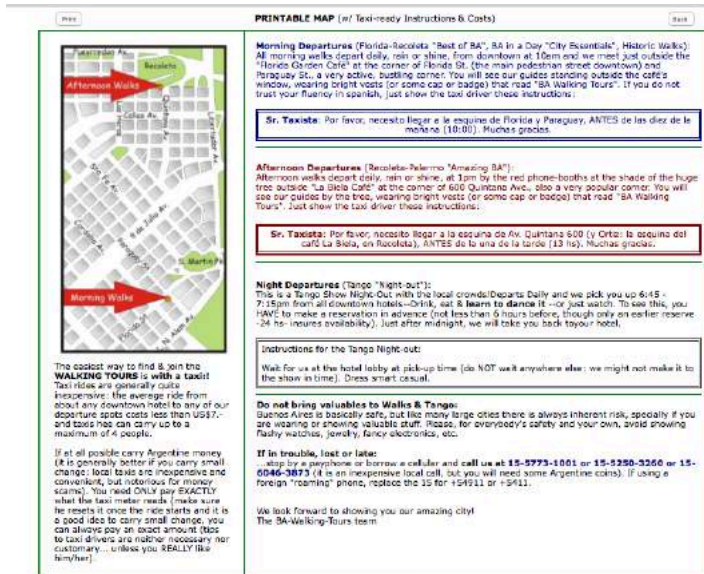 Print
PRINTABLE MAP (w/ Taxi-ready Instructions & Costs)
Back
Recoleta
Afternoon Walks
Quintana Av.
Callao Av.
Santa Fe Av.
9 de Julio Av.
Cordoba Av.
Paraguay St.
S. Martin Pz
Morning Walks
Florida St.
N. Alem Av.
The easiest way to find & join the
WALKING TOURS is with a taxi!
Taxi rides are generally quite
inexpensive: the average ride from
about any downtown hotel to any of our
departure spots costs less than US$7.-
and taxis hee can carry up to a
maximum of 4 people.
If at all possible carry Argentine money
(it is generally better if you carry small
change: local taxis are inexpensive and
convenient, but notorious for money
scams). You need ONLY pay EXACTLY
what the taxi meter reads (make sure
he resets it once the ride starts and it is
a good idea to carry small change, you
can always pay an exact amount (tips
to taxi drivers are neither necessary nor
customary... unless you REALLY like
him/her).
Morning Departures (Florida-Recoleta "Best of BA", BA in a Day "City Essentials", Historic Walks):
All morning walks depart daily, rain or shine, from downtown at 10am and we meet just outside the
"Florida Garden Café" at the corner of Florida St. (the main pedestrian street downtown) and
Paraguay St., a very active, bustling corner. You will see our guides standing outside the café's
window, wearing bright vests (or some cap or badge) that read "BA Walking Tours". If you do not
trust your fluency in spanish, just show the taxi driver these instructions:
Sr. Taxista: Por favor, necesito llegar a la esquina de Florida y Paraguay, ANTES de las diez de la
mañana (10:00). Muchas gracias.
Afternoon Departures (Recoleta-Palermo "Amazing BA"):
Afternoon walks depart daily, rain or shine, at 1pm by the red phone-booths at the shade of the huge
tree outside "La Biela Café" at the corner of 600 Quintana Ave., also a very popular corner. You will
see our guides by the tree, wearing bright vests (or some cap or badge) that read "BA Walking
Tours". Just show the taxi driver these instructions:
Sr. Taxista: Por favor, necesito llegar a la esquina de Av. Quintana 600 (y Ortiz: la esquina del
café La Biela, en Recoleta), ANTES de la una de la tarde (13 hs). Muchas gracias.
Night Departures (Tango "Night-out"):
This is a Tango Show Night-Out with the local crowds!Departs Daily and we pick you up 6:45 -
7:15pm from all downtown hotels--Drink, eat & learn to dance it --or just watch. To see this, you
HAVE to make a reservation in advance (not less than 6 hours before, though only an earlier reserve
-24 hs- insures availability). Just after midnight, we will take you back toyour hotel.
Instructions for the Tango Night-out:
Wait for us at the hotel lobby at pick-up time (do NOT wait anywhere else: we might not make it to
the show in time). Dress smart casual.
Do not bring valuables to Walks & Tango:
Buenos Aires is basically safe, but like many large cities there is always inherent risk, specially if you
are wearing or showing valuable stuff. Please, for everybody's safety and your own, avoid showing
flashy watches, jewelry, fancy electronics, etc.
If in trouble, lost or late:
...stop by a payphone or borrow a cellular and call us at 15-5773-1001 or 15-5250-3260 or 15-
6046-3873 (it is an inexpensive local call, but you will need some Argentine coins). If using a
foreign "roaming" phone, replace the 15 for +54911 or +5411.
We look forward to showing you our amazing city!
The BA-Walking-Tours team